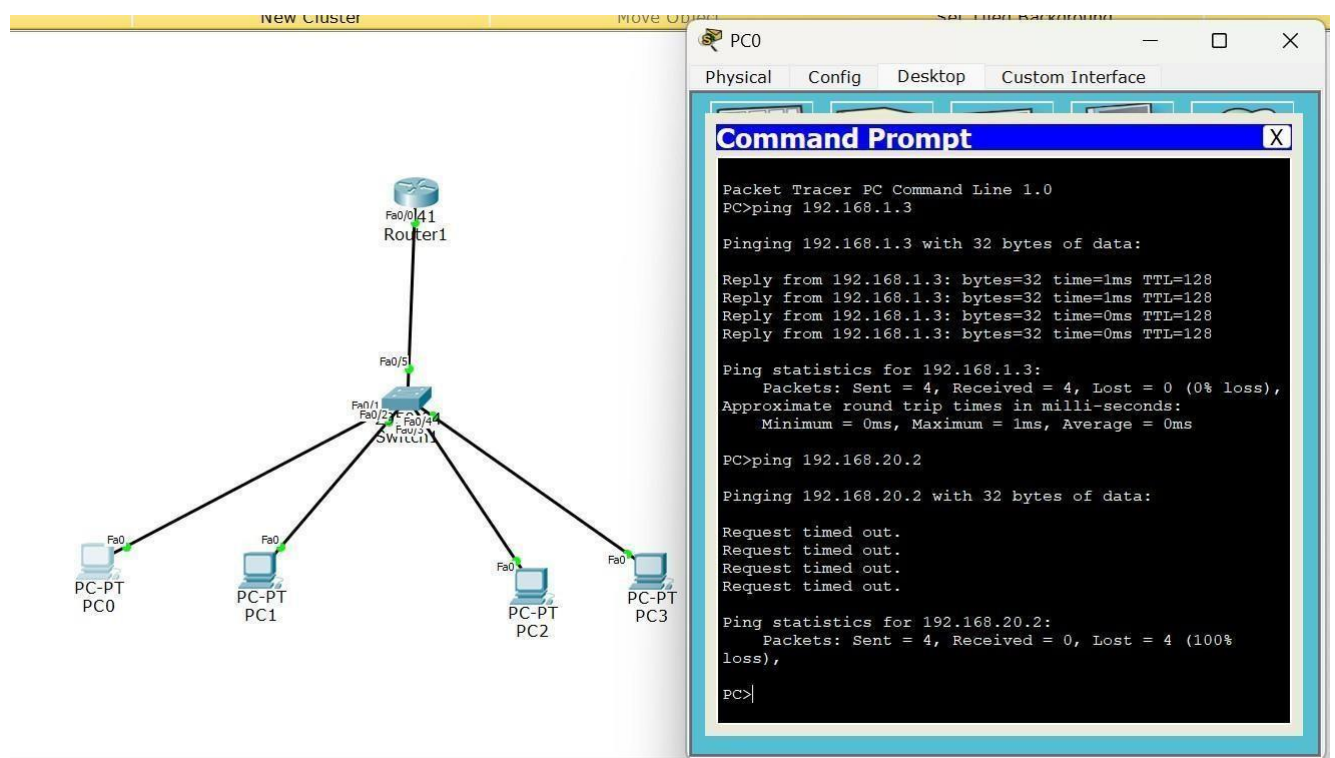 New Cluster
Move Object
Set Tiled Background
PC0
Physical Config Desktop Custom Interface
Command Prompt
X
Packet Tracer PC Command Line 1.0
PC>ping 192.168.1.3
Pinging 192.168.1.3 with 32 bytes of data:
Reply from 192.168.1.3: bytes=32 time=1ms TTL=128
Reply from 192.168.1.3: bytes=32 time=1ms TTL=128
Reply from 192.168.1.3: bytes=32 time=0ms TTL=128
Reply from 192.168.1.3: bytes=32 time=0ms TTL=128
Ping statistics for 192.168.1.3:
Packets: Sent = 4, Received = 4, Lost = 0 (0% loss),
Approximate round trip times in milli-seconds:
Minimum = 0ms, Maximum = 1ms, Average = 0ms
PC>ping 192.168.20.2
Pinging 192.168.20.2 with 32 bytes of data:
Request timed out.
Request timed out.
Request timed out.
Request timed out.
Ping statistics for 192.168.20.2:
Packets: Sent = 4, Received = 0, Lost = 4 (100%
loss),
PC>
Fa0/0 41
Router1
Fa0/5
Fa0/1
Fa0/2
Fa0/4
Fa0/3
Switch1
Fa0
PC-PT
PC0
Fa0
PC-PT
PC1
Fa0
PC-PT
PC2
Fa0
PC-PT
PC3